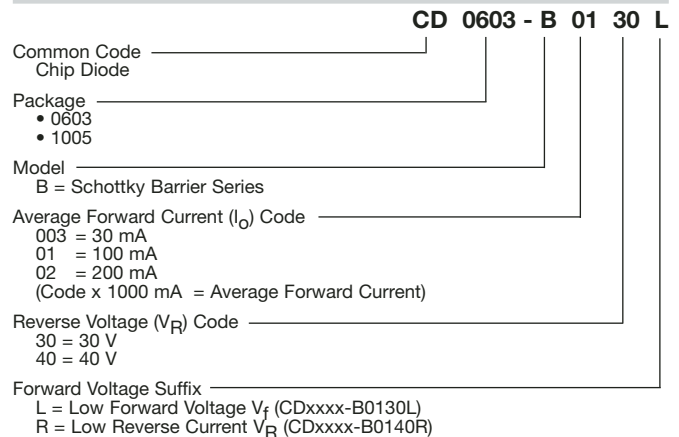 CD 0603 - B 01 30 L
Common Code
Chip Diode
Package
• 0603
• 1005
Model
B = Schottky Barrier Series
Average Forward Current (Io) Code
003 = 30 mA
01 = 100 mA
02 = 200 mA
(Code x 1000 mA = Average Forward Current)
Reverse Voltage (VR) Code
30 = 30 V
40 = 40 V
Forward Voltage Suffix
L = Low Forward Voltage Vf (CDxxxx-B0130L)
R = Low Reverse Current VR (CDxxxx-B0140R)